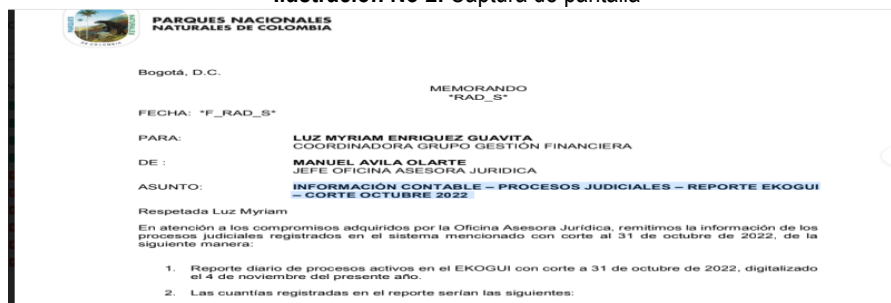 Ilustración No 2. Captura de pantalla
PARQUES NACIONALES
NATURALES DE COLOMBIA
Bogotá, D.C.
MEMORANDO
*RAD_S*
FECHA: *F_RAD_S*
PARA: LUZ MYRIAM ENRIQUEZ GUAVITA
COORDINADORA GRUPO GESTIÓN FINANCIERA
DE : MANUEL AVILA OLARTE
JEFE OFICINA ASESORA JURIDICA
ASUNTO: INFORMACIÓN CONTABLE – PROCESOS JUDICIALES – REPORTE EKOGUI
– CORTE OCTUBRE 2022
Respetada Luz Myriam
En atención a los compromisos adquiridos por la Oficina Asesora Jurídica, remitimos la información de los
procesos judiciales registrados en el sistema mencionado con corte al 31 de octubre de 2022, de la
siguiente manera:
1. Reporte diario de procesos activos en el EKOGUI con corte a 31 de octubre de 2022, digitalizado
el 4 de noviembre del presente año.
2. Las cuantías registradas en el reporte serían las siguientes: